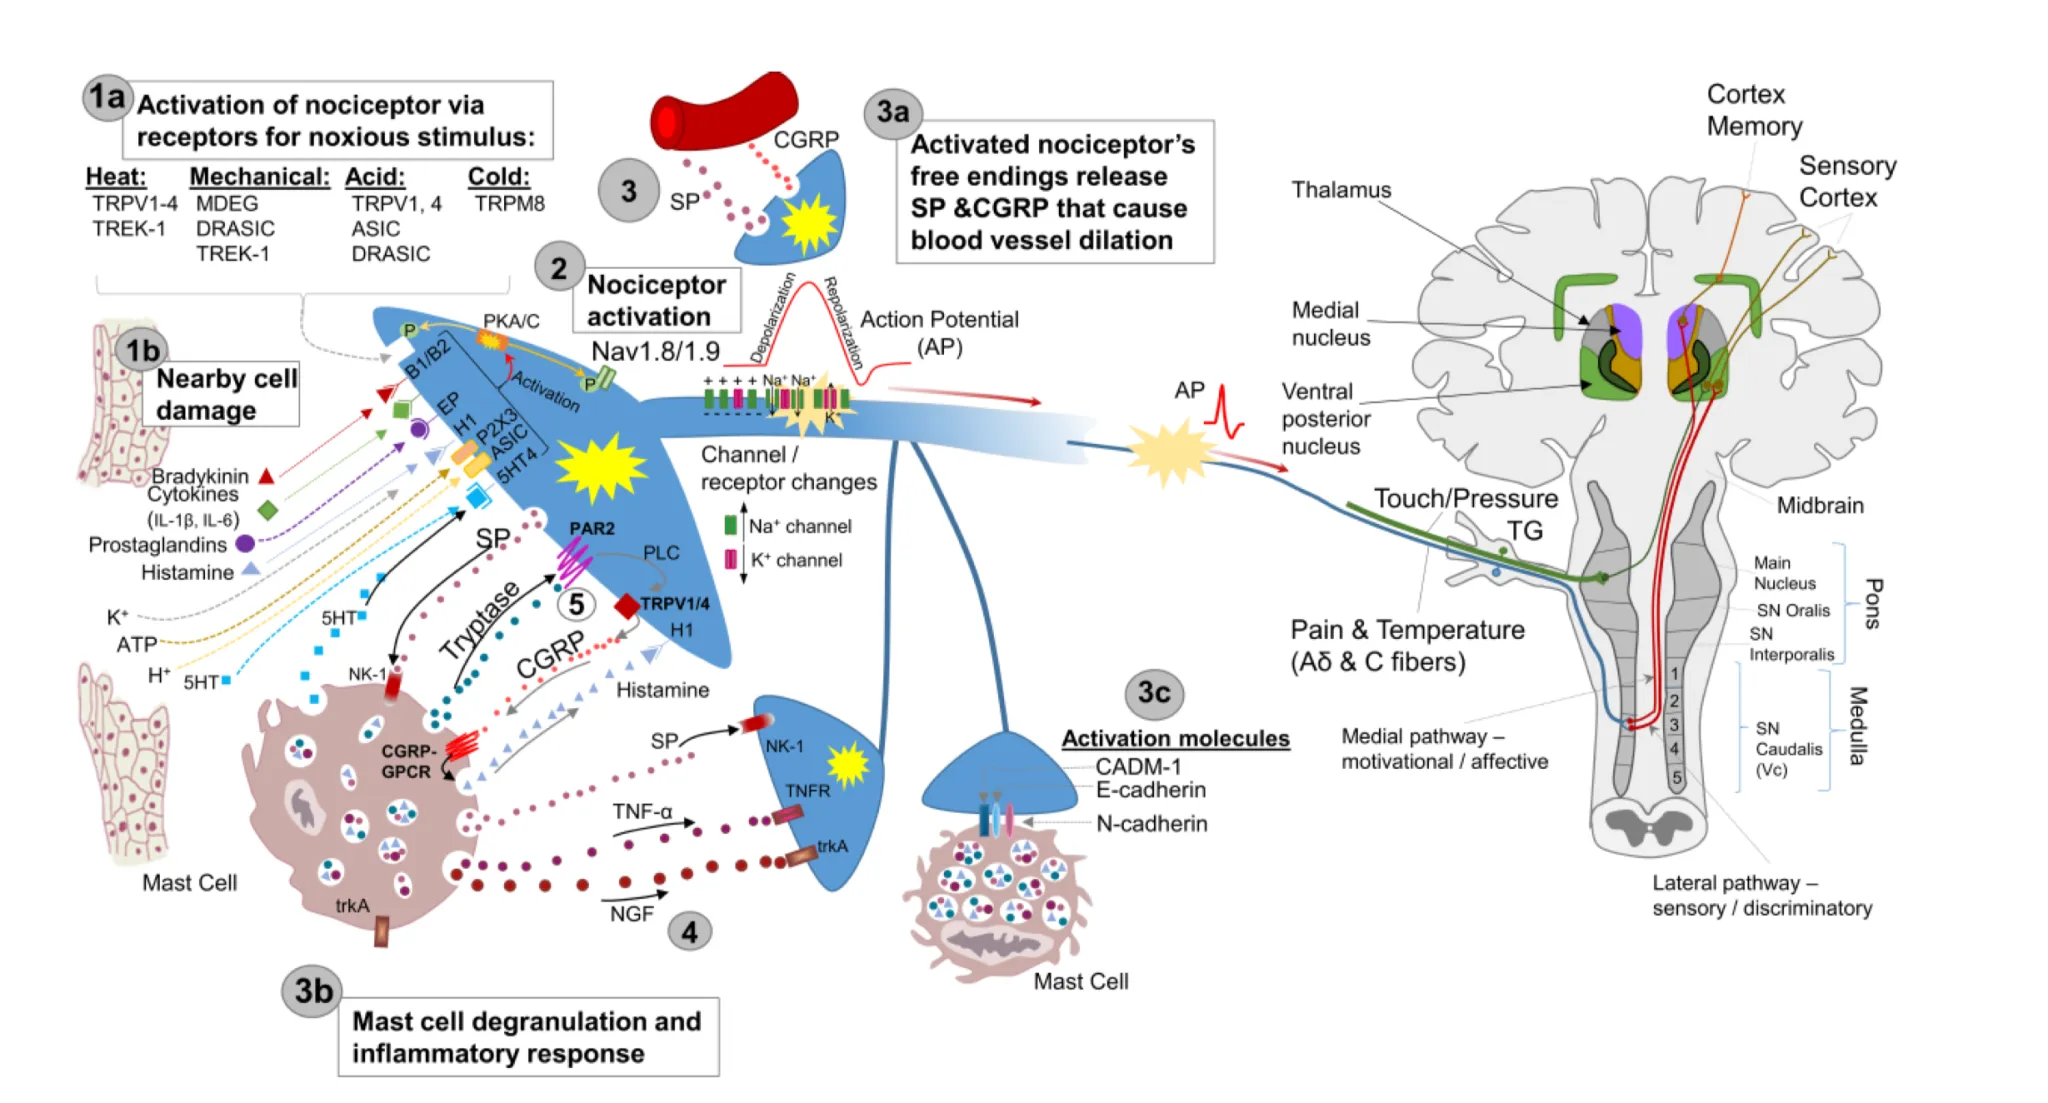 1a
Activation of nociceptor via
receptors for noxious stimulus:
Heat:
TRPV1-4
TREK-1
Mechanical:
MDEG
DRASIC
TREK-1
Acid:
TRPV1, 4
ASIC
DRASIC
Cold:
TRPM8
1b
Nearby cell
damage
Bradykinin
Cytokines
(IL-1β, IL-6)
Prostaglandins
Histamine
K⁺
ATP
H⁺
5HT
5HT
Mast Cell
P
PKA/C
P
Activation
B1/B2
EP
H1
P2X3
ASIC
5HT4
2
Nociceptor
activation
Nav1.8/1.9
3
SP
CGRP
3a
Activated nociceptor’s
free endings release
SP &CGRP that cause
blood vessel dilation
Depolarization
Repolarization
Action Potential
(AP)
+ + + + Na⁺ Na⁺
- - - - - -
K⁺
Channel /
receptor changes
Na⁺ channel
K⁺ channel
SP
Tryptase
PAR2
PLC
5
TRPV1/4
H1
CGRP
Histamine
NK-1
CGRP-
GPCR
trkA
SP
NK-1
TNFR
TNF-α
trkA
NGF
4
3b
Mast cell degranulation and
inflammatory response
3c
Activation molecules
CADM-1
E-cadherin
N-cadherin
Mast Cell
AP
Cortex
Memory
Sensory
Cortex
Thalamus
Medial
nucleus
Ventral
posterior
nucleus
Touch/Pressure
TG
Midbrain
Main
Nucleus
SN Oralis
SN
Interporalis
Pons
Pain & Temperature
(Aδ & C fibers)
1
2
3
4
5
SN
Caudalis
(Vc)
Medulla
Medial pathway –
motivational / affective
Lateral pathway –
sensory / discriminatory